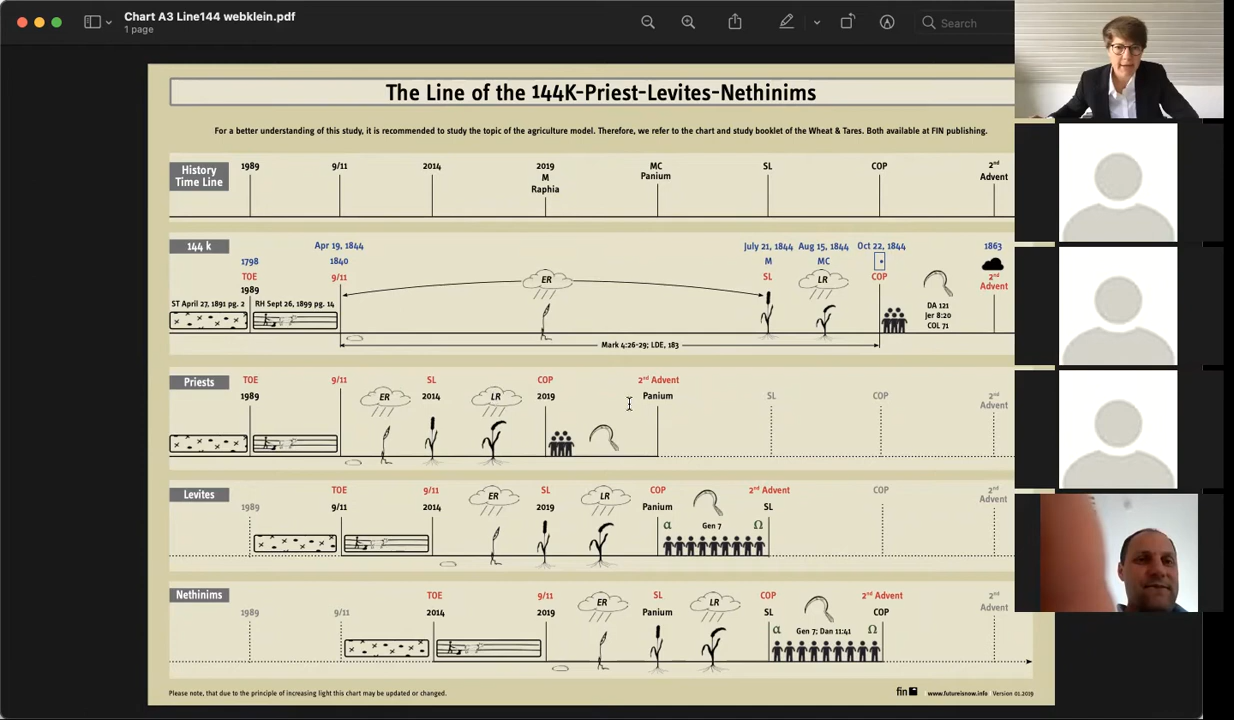 Chart A3 Line144 webklein.pdf
1 page
Search
The Line of the 144K-Priest-Levites-Nethinims
For a better understanding of this study, it is recommended to study the topic of the agriculture model. Therefore, we refer to the chart and study booklet of the Wheat & Tares. Both available at FIN publishing.
History
Time Line
1989
9/11
2014
2019
M
Raphia
MC
Panium
SL
COP
2nd
Advent
144 k
1798
TOE
1989
Apr 19, 1844
1840
9/11
ER
July 21, 1844
M
SL
Aug 15, 1844
MC
LR
Oct 22, 1844
COP
1863
2nd
Advent
ST April 27, 1891 pg. 2
RH Sept 26, 1899 pg. 14
DA 121
Jer 8:20
COL 71
Mark 4:26-29; LDE, 183
Priests
TOE
1989
9/11
ER
SL
2014
LR
COP
2019
2nd Advent
Panium
SL
COP
2nd
Advent
Levites
1989
TOE
9/11
9/11
2014
ER
SL
2019
LR
COP
Panium
α
Gen 7
Ω
2nd Advent
SL
COP
2nd
Advent
Nethinims
1989
9/11
TOE
2014
9/11
2019
ER
SL
Panium
LR
COP
SL
α
Gen 7; Dan 11:41
Ω
2nd Advent
COP
2nd
Advent
Please note, that due to the principle of increasing light this chart may be updated or changed.
fin
www.futureisnow.info | Version 01.2019